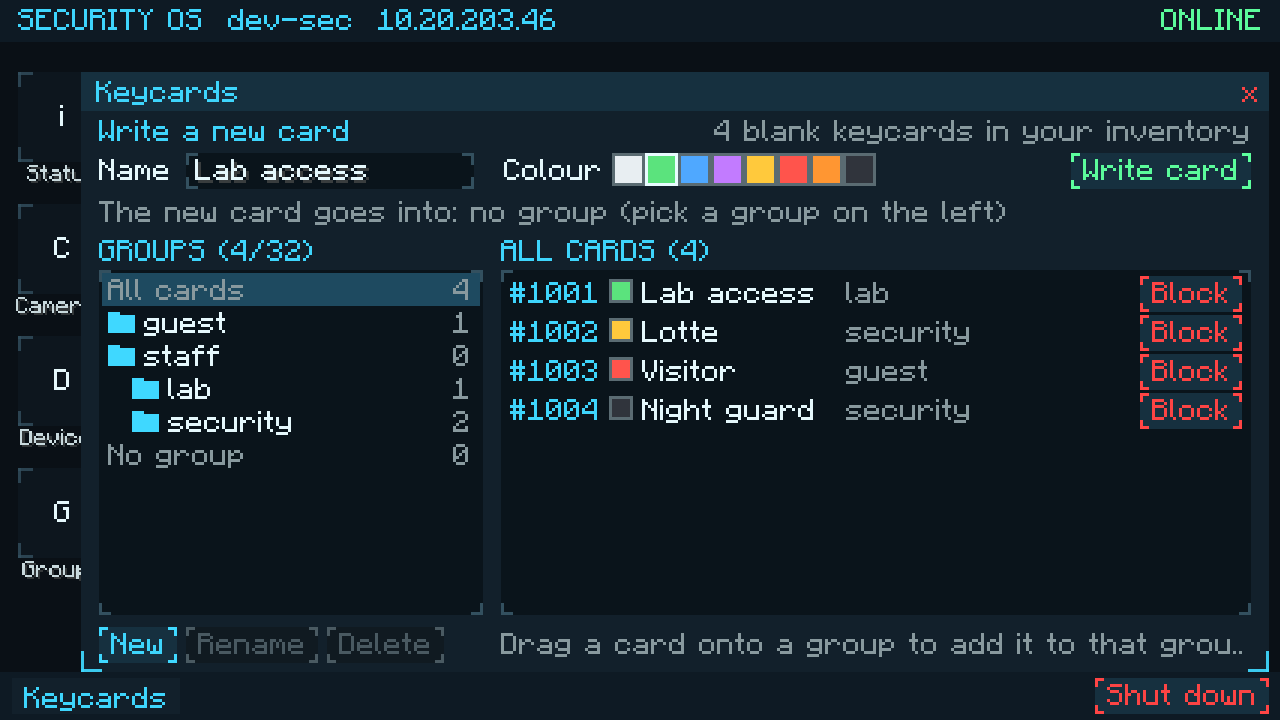 SECURITY OS dev-sec 10.20.203.46 ONLINE
Keycards x
Write a new card 4 blank keycards in your inventory
Name Lab access Colour Write card
The new card goes into: no group (pick a group on the left)
GROUPS (4/32) ALL CARDS (4)
All cards 4
guest 1
staff 0
lab 1
security 2
No group 0
#1001 Lab access lab Block
#1002 Lotte security Block
#1003 Visitor guest Block
#1004 Night guard security Block
New Rename Delete Drag a card onto a group to add it to that grou..
i
Statu
C
Camer
D
Devic
G
Group
Keycards Shut down